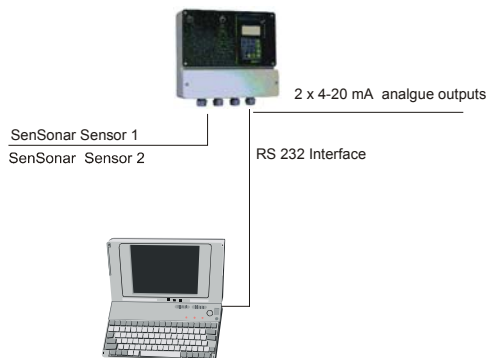 2 x 4-20 mA analgue outputs
SenSonar Sensor 1
SenSonar Sensor 2
RS 232 Interface